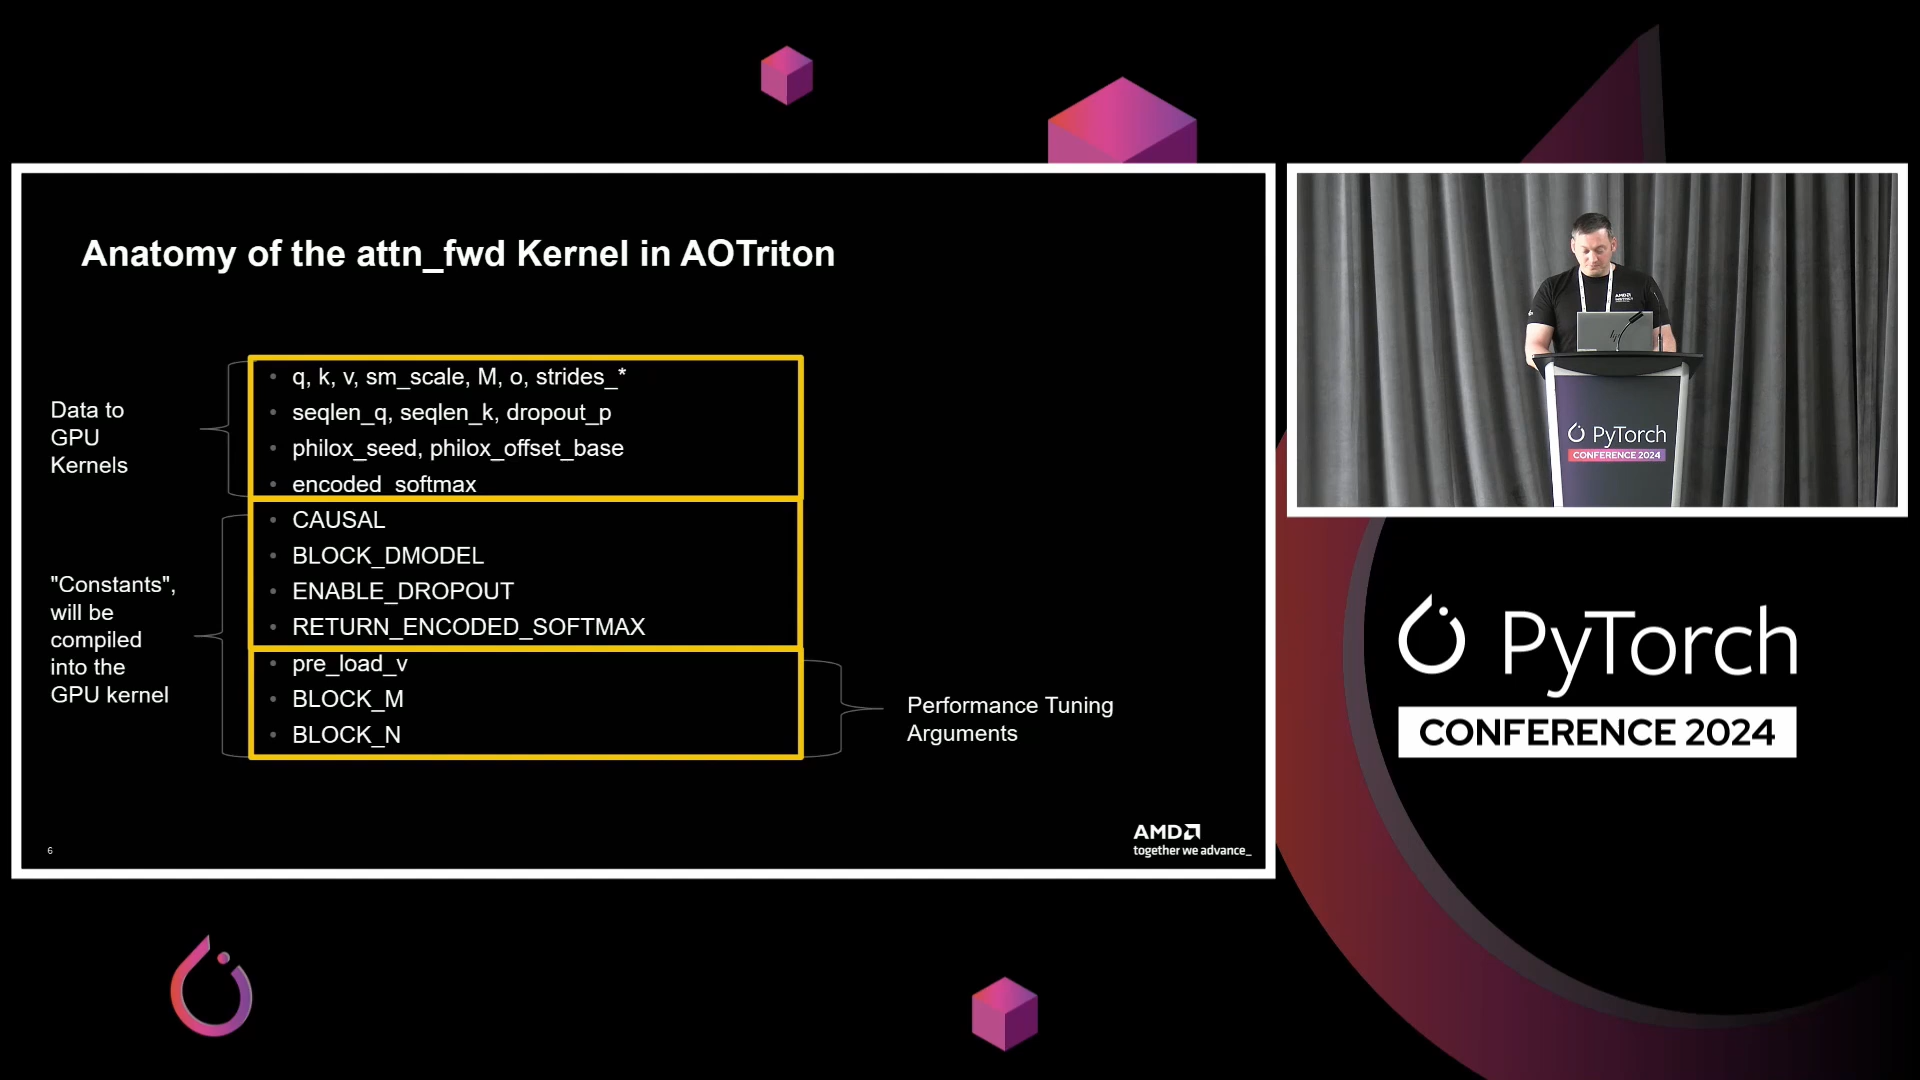 Anatomy of the attn_fwd Kernel in AOTriton
Data to
GPU
Kernels
• q, k, v, sm_scale, M, o, strides_*
• seqlen_q, seqlen_k, dropout_p
• philox_seed, philox_offset_base
• encoded_softmax
"Constants",
will be
compiled
into the
GPU kernel
• CAUSAL
• BLOCK_DMODEL
• ENABLE_DROPOUT
• RETURN_ENCODED_SOFTMAX
• pre_load_v
• BLOCK_M
• BLOCK_N
Performance Tuning
Arguments
6
AMD
together we advance_
AMD
hp
PyTorch
CONFERENCE 2024
PyTorch
CONFERENCE 2024